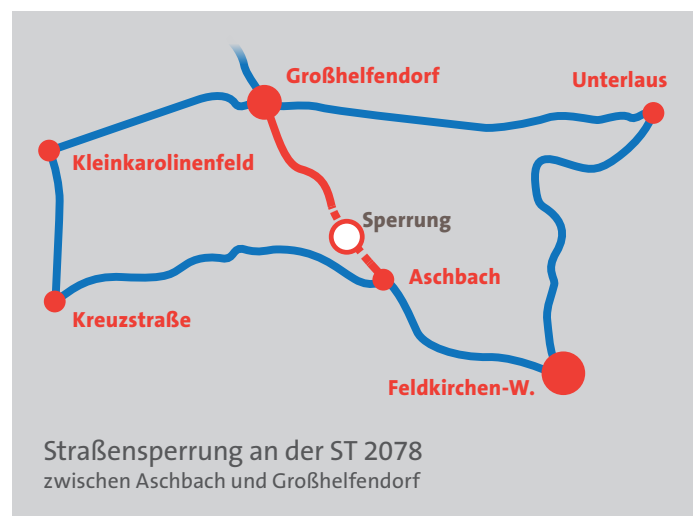 Großhelfendorf
Unterlaus
Kleinkarolinenfeld
Sperrung
Aschbach
Kreuzstraße
Feldkirchen-W.
Straßensperrung an der ST 2078
zwischen Aschbach und Großhelfendorf